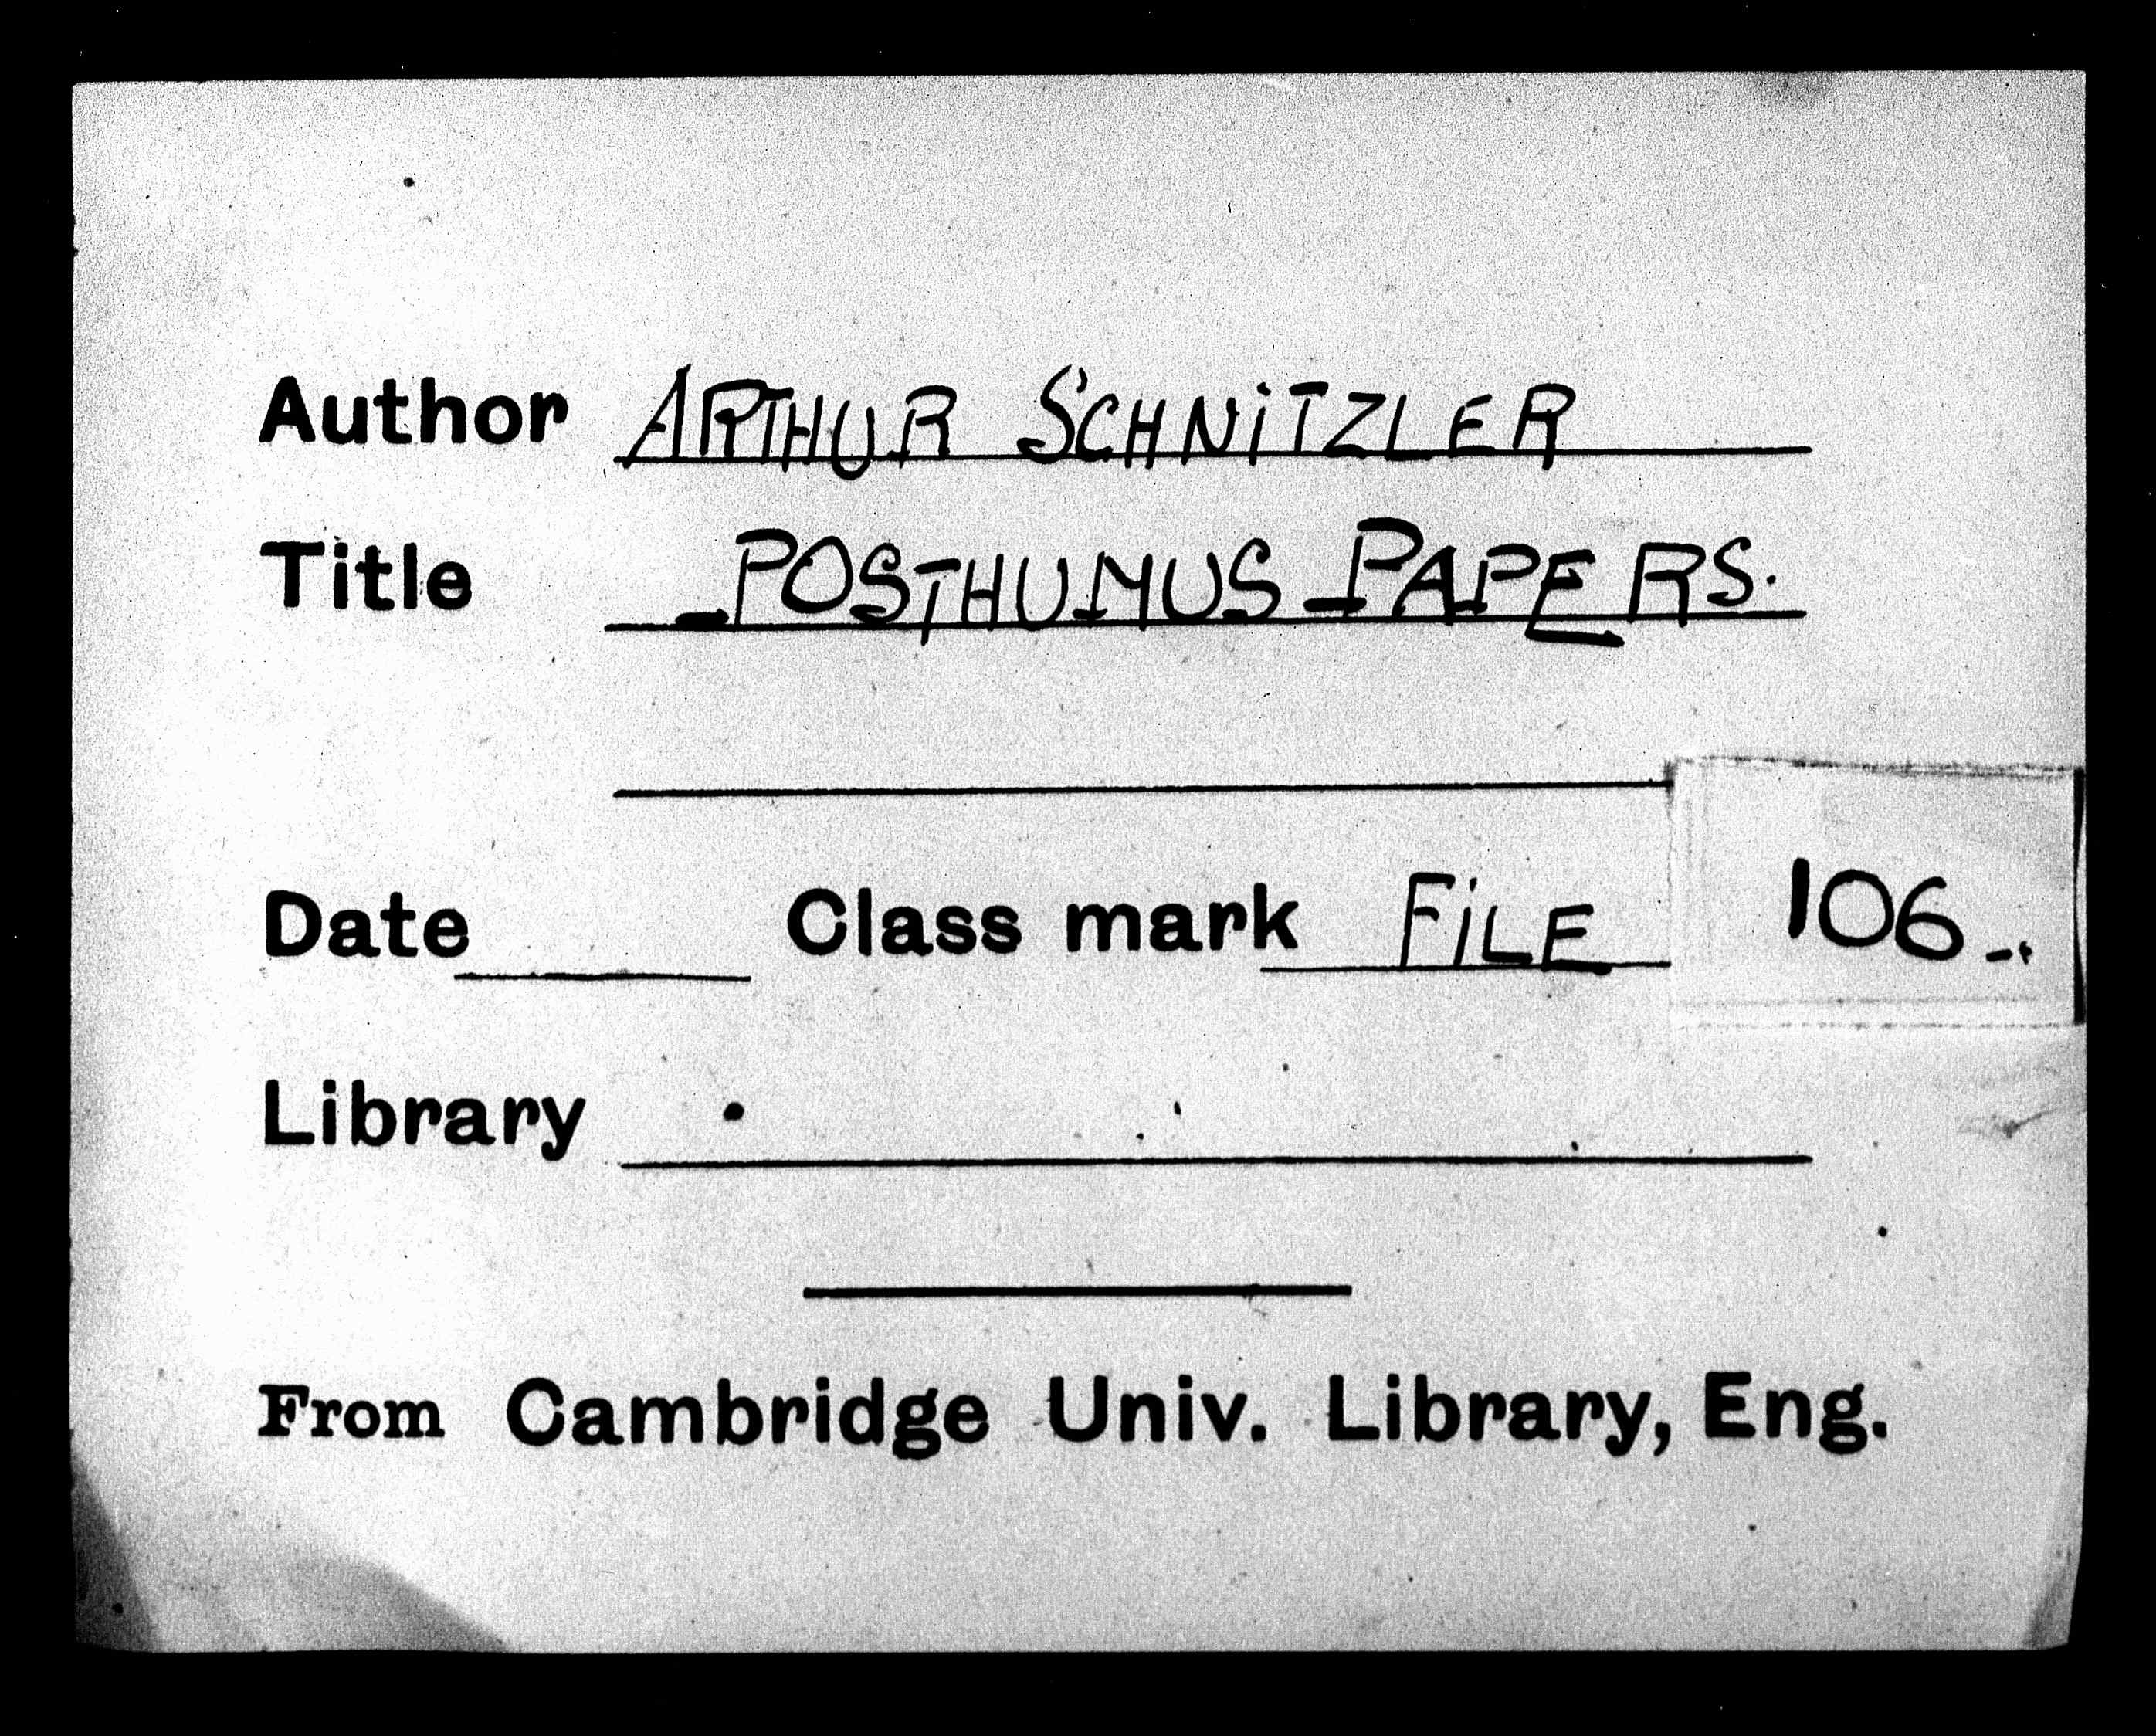 Author ARTHUR SCHNiTZLER
Title POSTHUMUS PAPERS.
Date Class mark FiLE 106..
Library
From Cambridge Univ. Library, Eng.